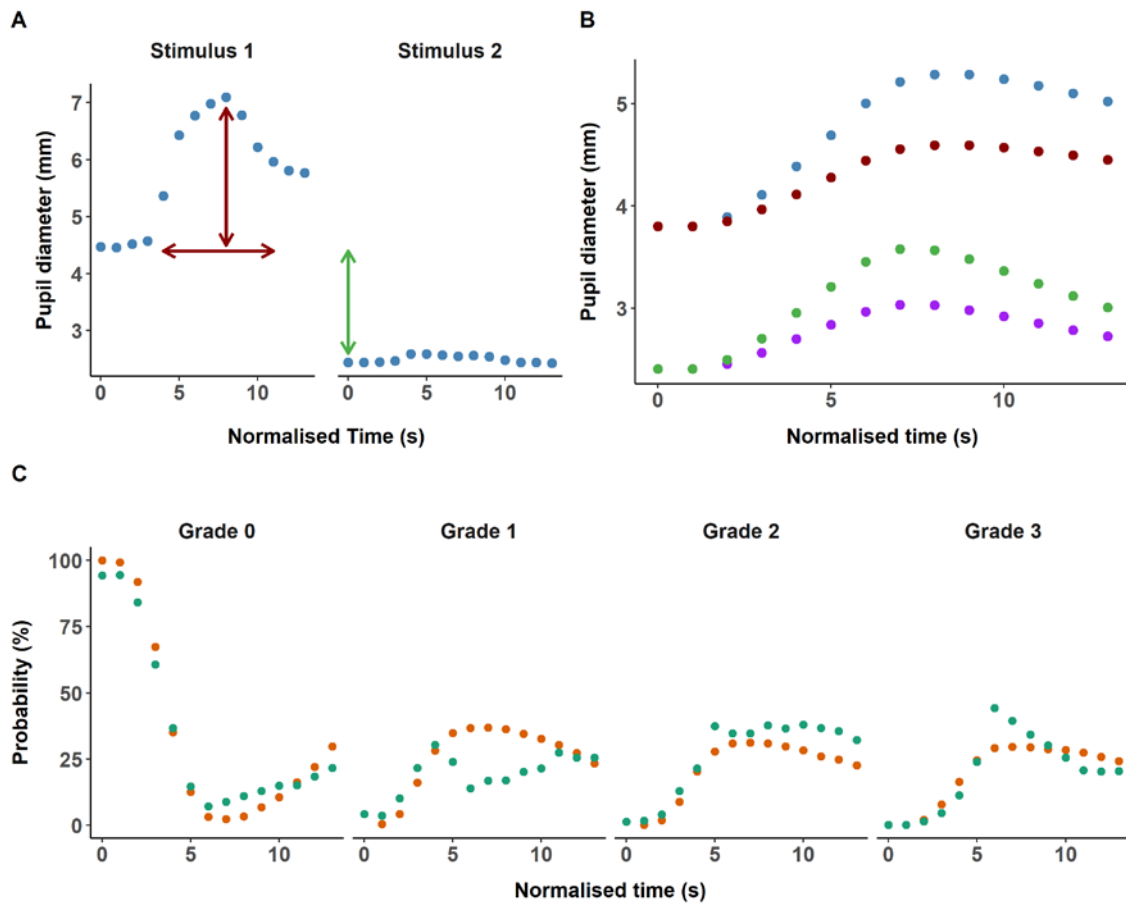 A
Stimulus 1 Stimulus 2
7
6
5
4
3
Pupil diameter (mm)
0 5 10 0 5 10
Normalised Time (s)
B
5
4
3
Pupil diameter (mm)
0 5 10
Normalised time (s)
C
Grade 0 Grade 1 Grade 2 Grade 3
100
75
50
25
0
Probability (%)
0 5 10 0 5 10 0 5 10 0 5 10
Normalised time (s)